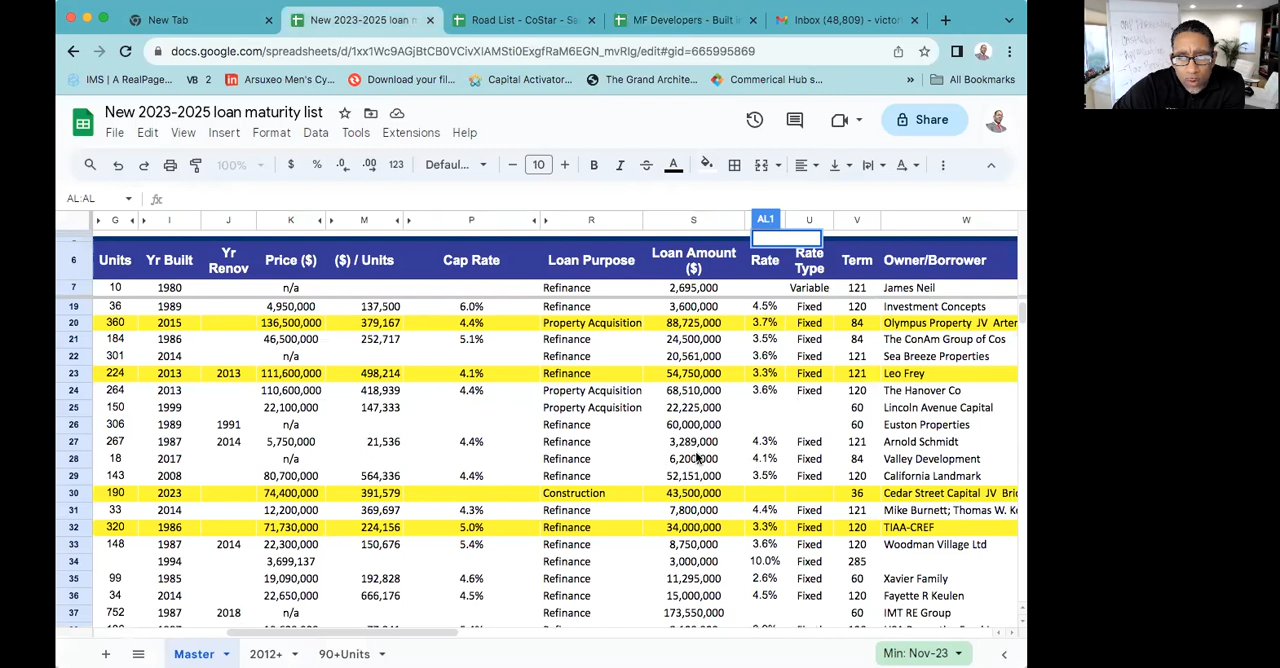 New Tab
New 2023-2025 loan m
Road List - CoStar - Sa
MF Developers - Built i
Inbox (48,809) - victor
docs.google.com/spreadsheets/d/1xx1Wc9AGjBtCB0VCivXIAMSti0ExgfRaM6EGN_mvRIg/edit#gid=665995869
IMS | A RealPage... VB 2 Arsuxeo Men's Cy... Download your fil... Capital Activator... The Grand Archite... Commerical Hub s... » All Bookmarks
New 2023-2025 loan maturity list
File Edit View Insert Format Data Tools Extensions Help
Share
100% $ % .0 .00 123 Defaul... 10 B I A
AL:AL fx
G I J K M P R S AL1 U V W
6 Units Yr Built Yr Renov Price ($) ($) / Units Cap Rate Loan Purpose Loan Amount ($) Rate Rate Type Term Owner/Borrower
7 10 1980 n/a Refinance 2,695,000 Variable 121 James Neil
19 36 1989 4,950,000 137,500 6.0% Refinance 3,600,000 4.5% Fixed 120 Investment Concepts
20 360 2015 136,500,000 379,167 4.4% Property Acquisition 88,725,000 3.7% Fixed 84 Olympus Property JV Arter
21 184 1986 46,500,000 252,717 5.1% Refinance 24,500,000 3.5% Fixed 84 The ConAm Group of Cos
22 301 2014 n/a Refinance 20,561,000 3.6% Fixed 121 Sea Breeze Properties
23 224 2013 2013 111,600,000 498,214 4.1% Refinance 54,750,000 3.3% Fixed 121 Leo Frey
24 264 2013 110,600,000 418,939 4.4% Property Acquisition 68,510,000 3.6% Fixed 120 The Hanover Co
25 150 1999 22,100,000 147,333 Property Acquisition 22,225,000 60 Lincoln Avenue Capital
26 306 1989 1991 n/a Refinance 60,000,000 60 Euston Properties
27 267 1987 2014 5,750,000 21,536 4.4% Refinance 3,289,000 4.3% Fixed 121 Arnold Schmidt
28 18 2017 n/a Refinance 6,200,000 4.1% Fixed 84 Valley Development
29 143 2008 80,700,000 564,336 4.4% Refinance 52,151,000 3.5% Fixed 120 California Landmark
30 190 2023 74,400,000 391,579 Construction 43,500,000 36 Cedar Street Capital JV Bric
31 33 2014 12,200,000 369,697 4.3% Refinance 7,800,000 4.4% Fixed 121 Mike Burnett; Thomas W. Ke
32 320 1986 71,730,000 224,156 5.0% Refinance 34,000,000 3.3% Fixed 120 TIAA-CREF
33 148 1987 2014 22,300,000 150,676 5.4% Refinance 8,750,000 3.6% Fixed 120 Woodman Village Ltd
34 1994 3,699,137 Refinance 3,000,000 10.0% Fixed 285
35 99 1985 19,090,000 192,828 4.6% Refinance 11,295,000 2.6% Fixed 60 Xavier Family
36 34 2014 22,650,000 666,176 4.5% Refinance 15,000,000 4.5% Fixed 120 Fayette R Keulen
37 752 1987 2018 n/a Refinance 173,550,000 60 IMT RE Group
Master 2012+ 90+Units Min: Nov-23